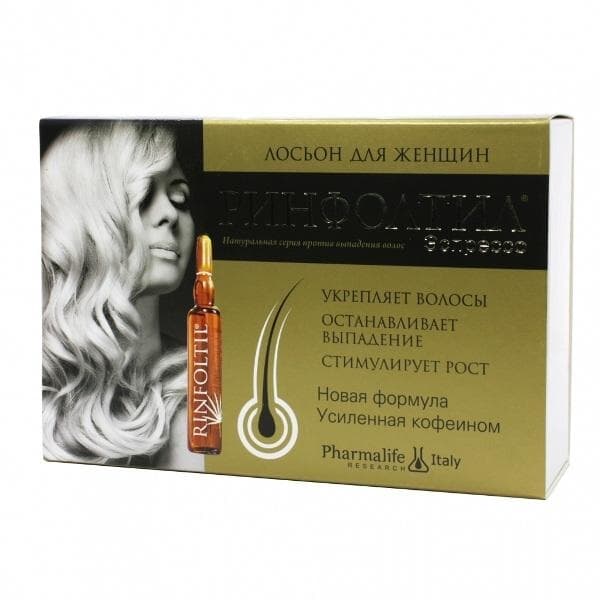 ЛОСЬОН ДЛЯ ЖЕНЩИН
РИНФОЛТИЛ®
Эспрессо
Натуральная серия против выпадения волос
RINFOLTIL®
УКРЕПЛЯЕТ ВОЛОСЫ
ОСТАНАВЛИВАЕТ
ВЫПАДЕНИЕ
СТИМУЛИРУЕТ РОСТ
Новая формула
Усиленная кофеином
Pharmalife Italy
RESEARCH